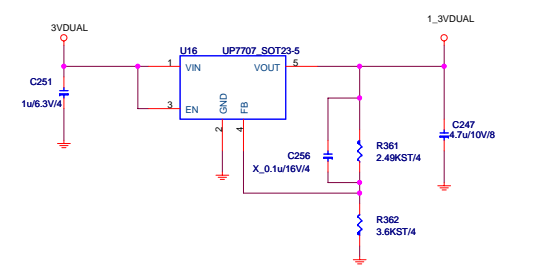 3VDUAL
1_3VDUAL
U16
UP7707_SOT23-5
1
VIN
VOUT
5
C251
1u/6.3V/4
3
EN
GND
FB
2
4
C247
4.7u/10V/8
R361
2.49KST/4
C256
X_0.1u/16V/4
R362
3.6KST/4